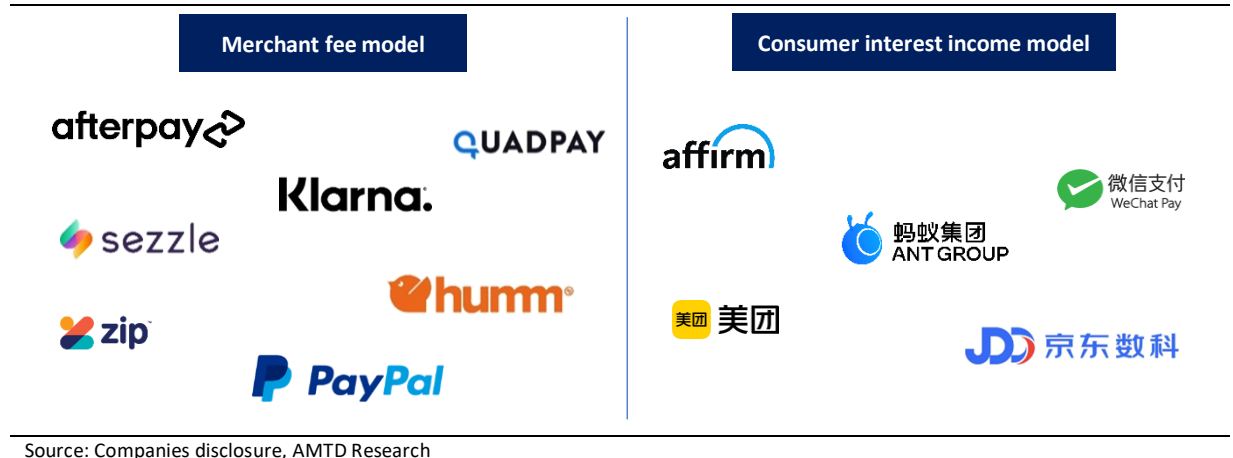 Merchant fee model
Consumer interest income model
afterpay
QUADPAY
Klarna.
sezzle
humm
zip
PayPal
affirm
微信支付
WeChat Pay
蚂蚁集团
ANT GROUP
美团 美团
JDD 京东数科
Source: Companies disclosure, AMTD Research